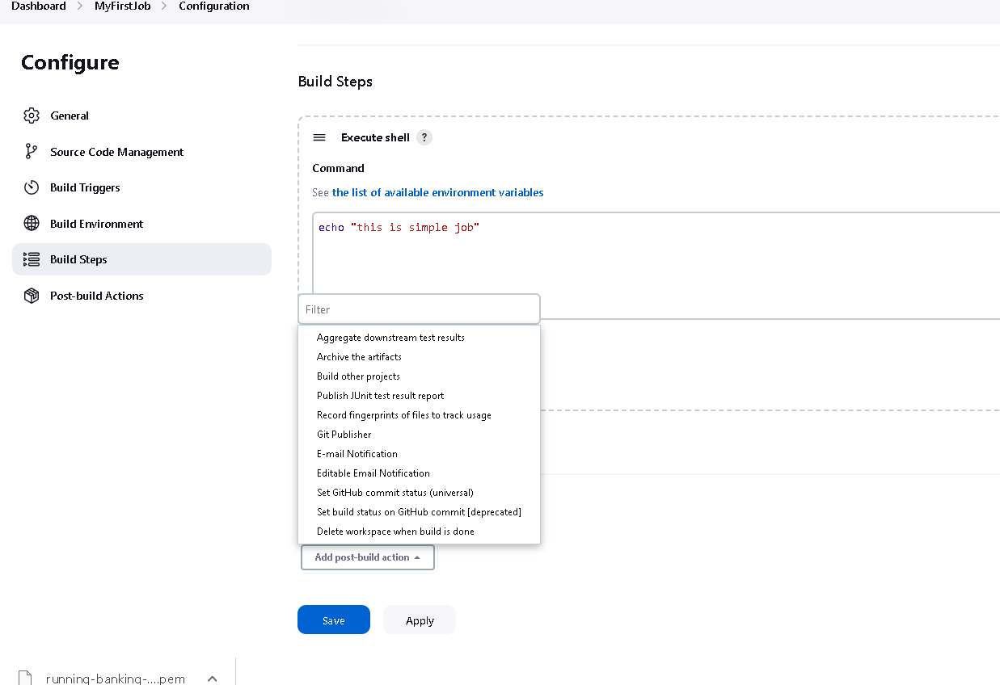 Dashboard > MyFirstJob > Configuration
Configure
General
Source Code Management
Build Triggers
Build Environment
Build Steps
Post-build Actions
Build Steps
Execute shell ?
Command
See the list of available environment variables
echo "this is simple job"
Filter
Aggregate downstream test results
Archive the artifacts
Build other projects
Publish JUnit test result report
Record fingerprints of files to track usage
Git Publisher
E-mail Notification
Editable Email Notification
Set GitHub commit status (universal)
Set build status on GitHub commit [deprecated]
Delete workspace when build is done
Add post-build action
Save Apply
running-banking-....pem